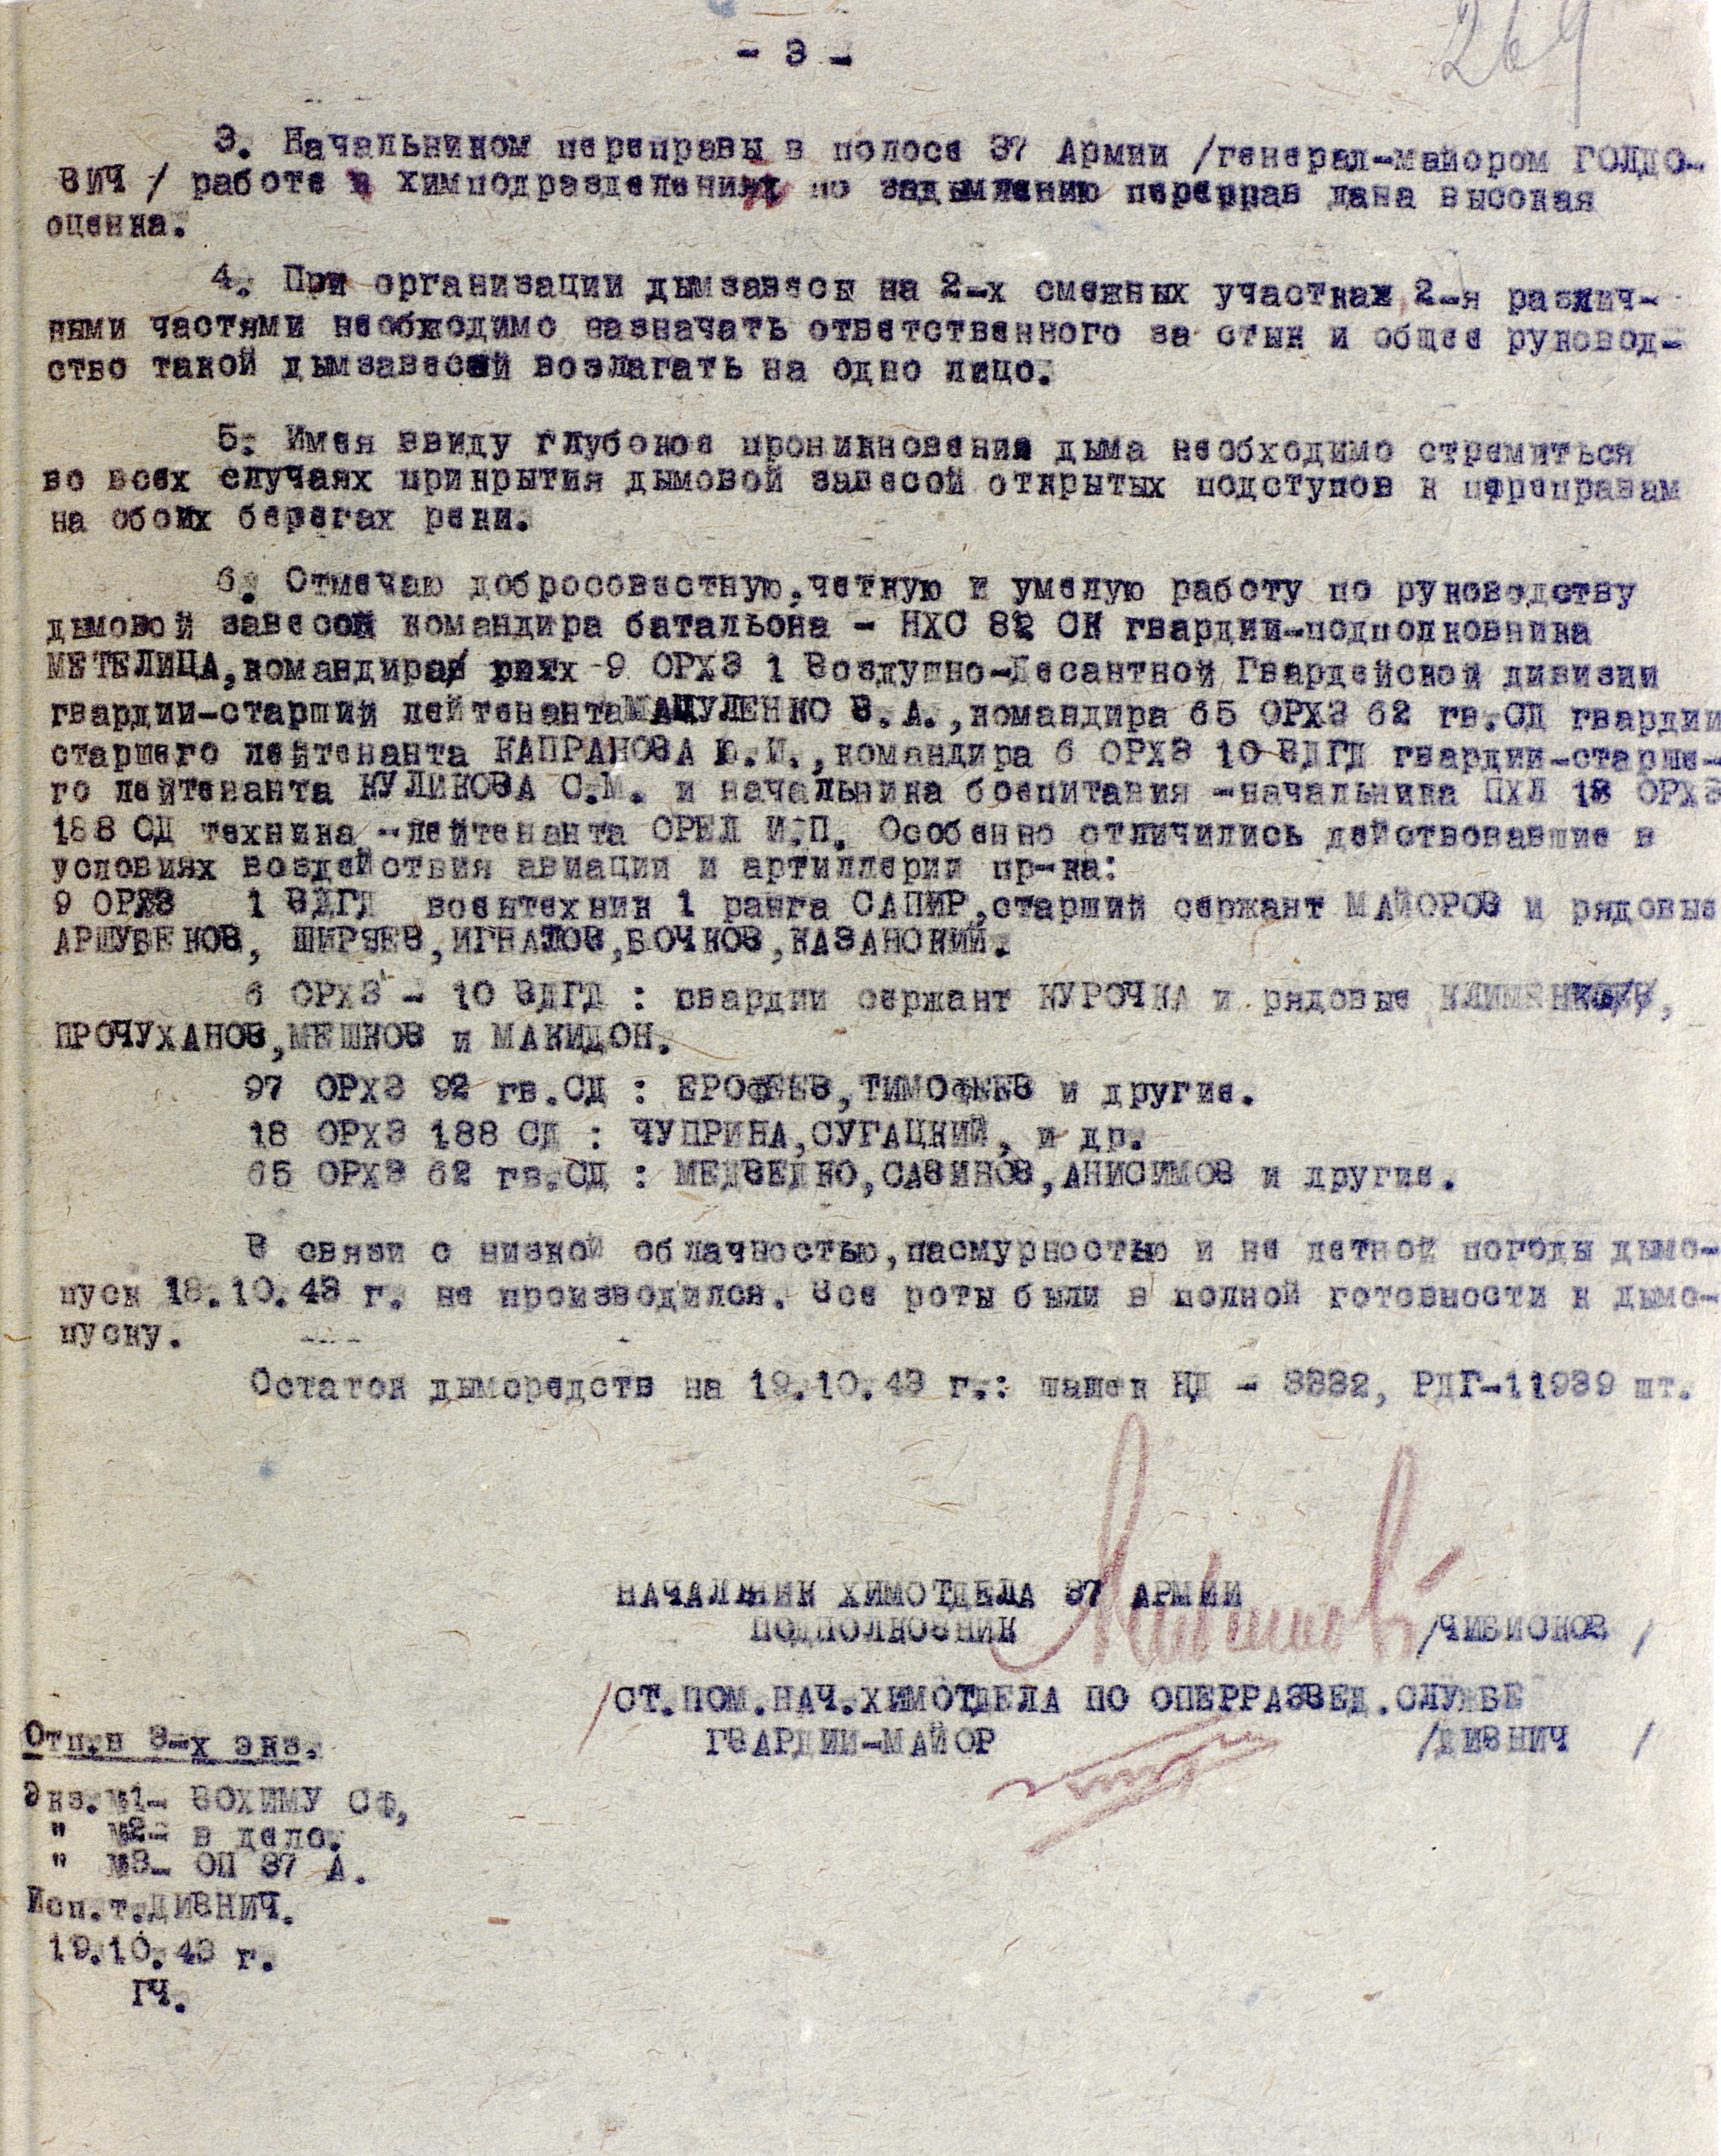 269
- 3 -
3. Начальником переправы в полосе 37 Армии /генерал-майором ГОЛДО-
ВИЧ / работе химподразделений по задымлению переправ дана высокая
оценка.
4. При организации дымзавесы на 2-х смежных участках 2-я различ-
ными частями необходимо назначать ответственного за стык и общее руковод-
ство такой дымзавесой возлагать на одно лицо.
5. Имея ввиду глубокое проникновение дыма необходимо стремиться
во всех случаях прикрытия дымовой завесой открытых подступов к переправам
на обоих берегах реки.
6. Отмечаю добросовестную,четкую и умелую работу по руководству
дымовой завесой командира батальона - НХС 82 СК гвардии-подполковника
МЕТЕЛИЦА,командира 9 ОРХЗ 1 Воздушно-Десантной Гвардейской дивизии
гвардии-старший лейтенанта МАЦУЛЕНКО В.А.,командира 65 ОРХЗ 62 гв.СД гвардии
старшего лейтенанта КАПРАНОВА Ю.И.,командира 6 ОРХЗ 10 ВДГД гвардии-старше-
го лейтенанта КУЛИКОВА С.М. и начальника боепитания -начальника ПХЛ 18 ОРХЗ
188 СД техника -лейтенанта ОРЕЛ И.П. Особенно отличились действовавшие в
условиях воздействия авиации и артиллерии пр-ка:
9 ОРХЗ 1 ВДГД воентехник 1 ранга САПИР,старший сержант МАЙОРОВ и рядовые
АРШУБЕКОВ, ШИРЯЕВ,ИГНАТОВ,БОЧКОВ,КАЗАНСКИЙ.
6 ОРХЗ - 10 ВДГД : гвардии сержант КУРОЧКА и рядовые КЛИМЕНКО,
ПРОЧУХАНОВ,МЕШКОВ и МАКИДОН.
97 ОРХЗ 92 гв.СД : ЕРОФЕЕВ,ТИМОФЕЕВ и другие.
18 ОРХЗ 188 СД : ЧУПРИНА,СУГАЦКИЙ, и др.
65 ОРХЗ 62 гв.СД : МЕДВЕДКО,САВИНОВ,АНИСИМОВ и другие.
В связи с низкой облачностью,пасмурностью и не летной погоды дымо-
пуск 18.10.43 г. не производился. Все роты были в полной готовности к дымо-
пуску.
Остаток дымсредств на 19.10.43 г.: шашек НД - 3332, РДГ-11939 шт.
НАЧАЛЬНИК ХИМОТДЕЛА 37 АРМИИ
ПОДПОЛКОВНИК /ЧИБИСКОВ /
/СТ.ПОМ.НАЧ.ХИМОТДЕЛА ПО ОПЕРРАЗВЕД.СЛУЖБЕ
ГВАРДИИ-МАЙОР /ДИВНИЧ /
Отп.в 3-х экз.
Экз.№1- ВОХИМУ СФ,
" №2- в дело.
" №3- ОП 37 А.
Исп.т.ДИВНИЧ.
19.10.43 г.
ГЧ.